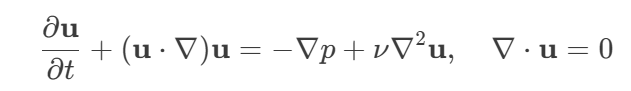 ∂𝐮/∂t + (𝐮 · ∇)𝐮 = −∇p + ν∇²𝐮, ∇ · 𝐮 = 0